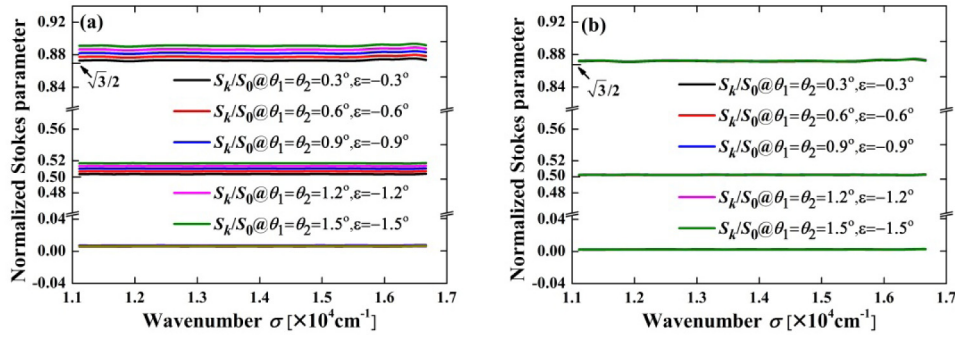 (a)
Normalized Stokes parameter
0.92
0.88
0.84
0.56
0.52
0.50
0.48
0.04
0.00
-0.04
√3/2
Sₖ/S₀@θ₁=θ₂=0.3°,ε=−0.3°
Sₖ/S₀@θ₁=θ₂=0.6°,ε=−0.6°
Sₖ/S₀@θ₁=θ₂=0.9°,ε=−0.9°
Sₖ/S₀@θ₁=θ₂=1.2°,ε=−1.2°
Sₖ/S₀@θ₁=θ₂=1.5°,ε=−1.5°
1.1 1.2 1.3 1.4 1.5 1.6 1.7
Wavenumber σ [×10⁴cm⁻¹]
(b)
Normalized Stokes parameter
0.92
0.88
0.84
0.56
0.52
0.50
0.48
0.04
0.00
-0.04
√3/2
Sₖ/S₀@θ₁=θ₂=0.3°,ε=−0.3°
Sₖ/S₀@θ₁=θ₂=0.6°,ε=−0.6°
Sₖ/S₀@θ₁=θ₂=0.9°,ε=−0.9°
Sₖ/S₀@θ₁=θ₂=1.2°,ε=−1.2°
Sₖ/S₀@θ₁=θ₂=1.5°,ε=−1.5°
1.1 1.2 1.3 1.4 1.5 1.6 1.7
Wavenumber σ [×10⁴cm⁻¹]